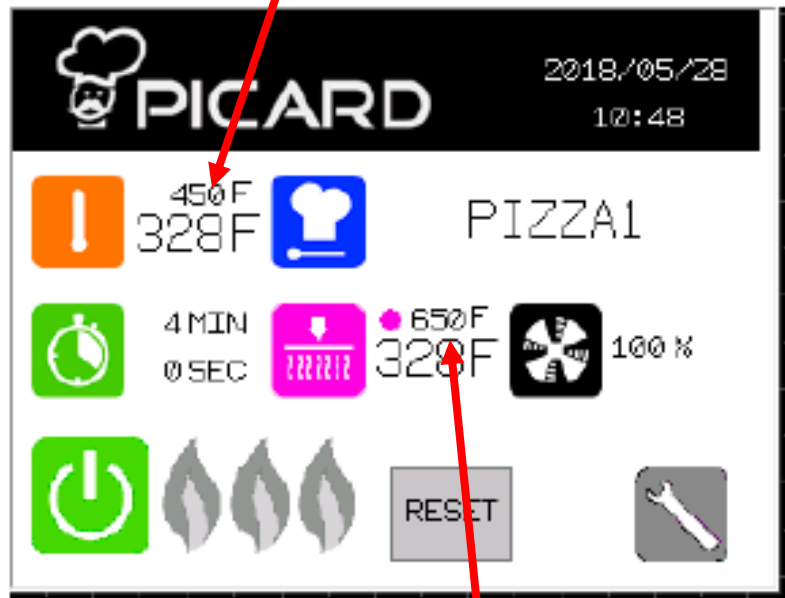 PICARD
2018/05/28
10:48
450F
328F
PIZZA1
4 MIN
0 SEC
650F
328F
100 %
RESET